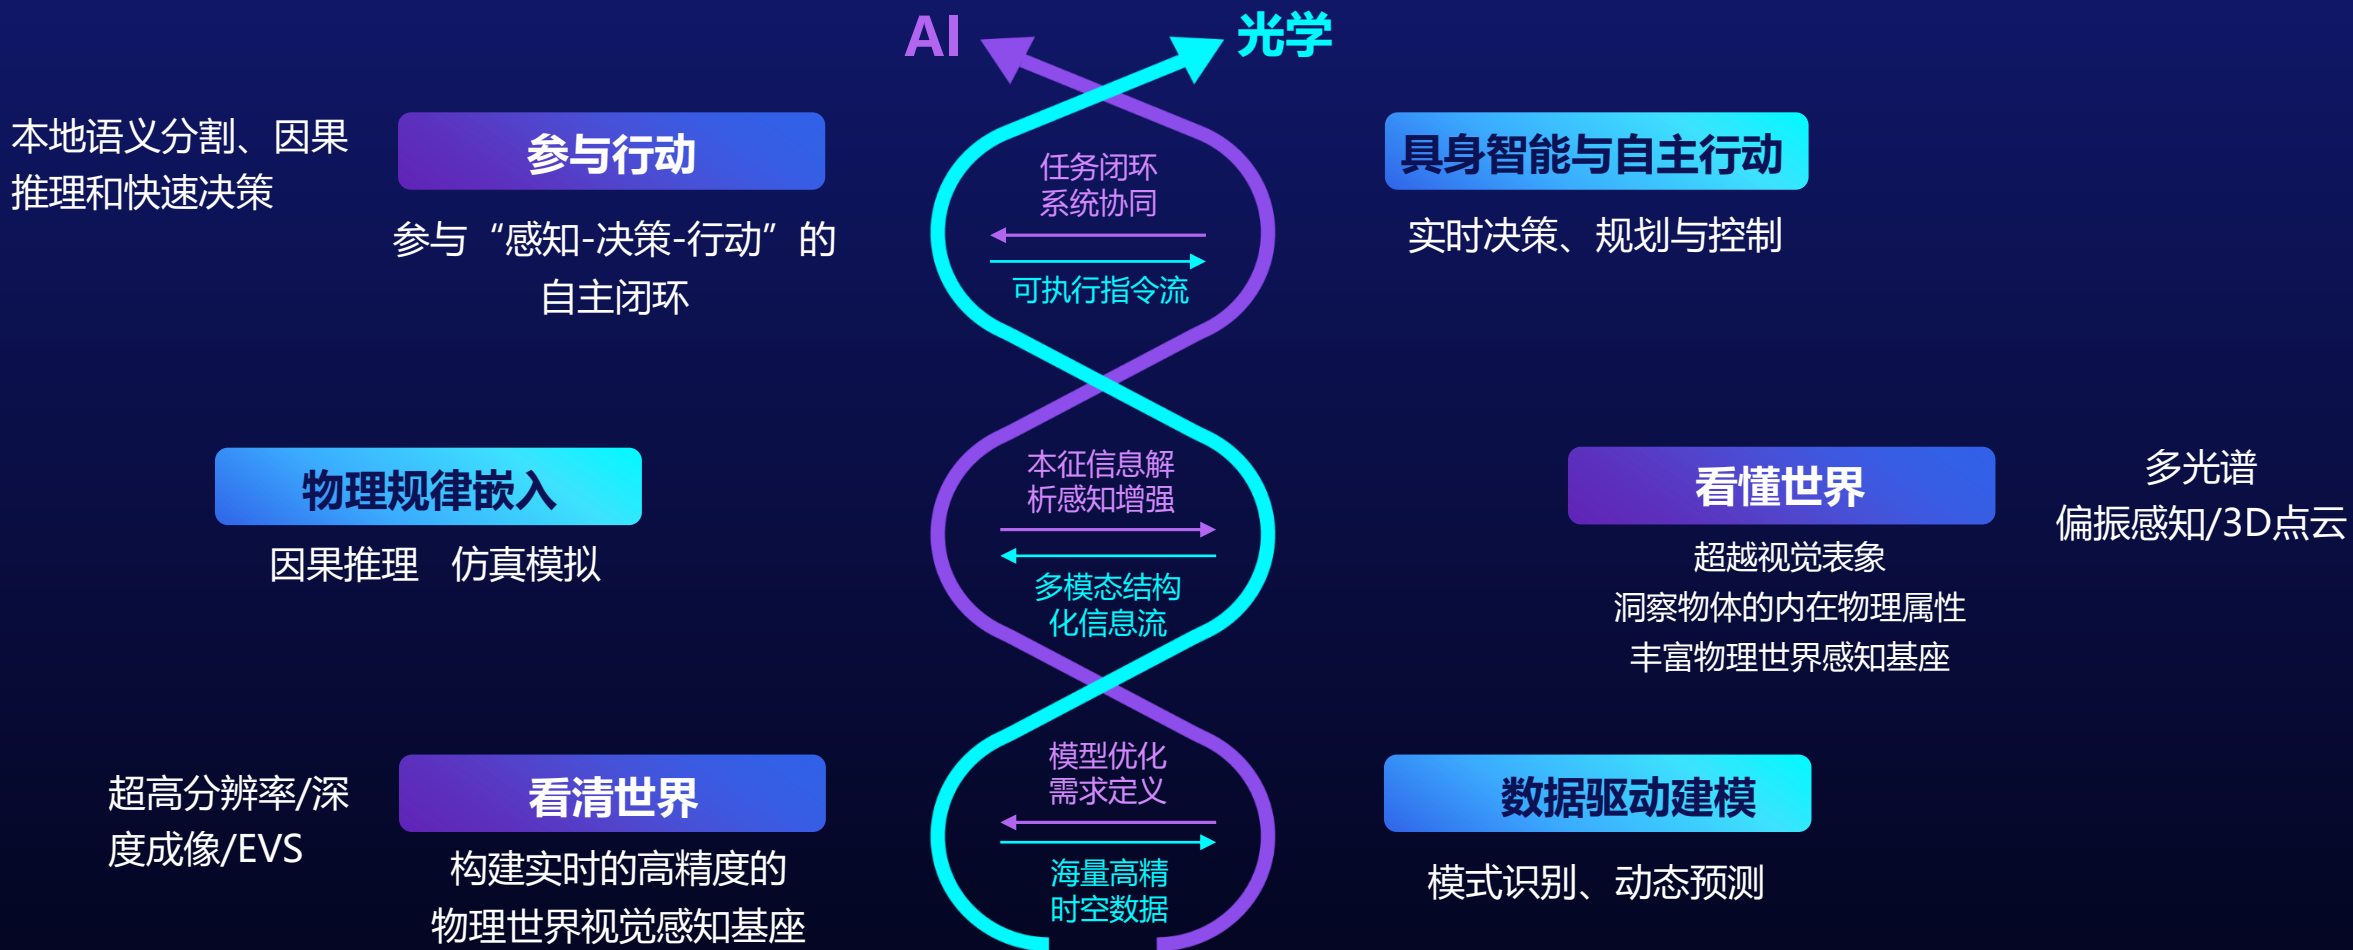 AI
光学
本地语义分割、因果
推理和快速决策
参与行动
参与“感知-决策-行动”的
自主闭环
任务闭环
系统协同
可执行指令流
具身智能与自主行动
实时决策、规划与控制
物理规律嵌入
因果推理 仿真模拟
本征信息解
析感知增强
多模态结构
化信息流
看懂世界
超越视觉表象
洞察物体的内在物理属性
丰富物理世界感知基座
多光谱
偏振感知/3D点云
超高分辨率/深
度成像/EVS
看清世界
构建实时的高精度的
物理世界视觉感知基座
模型优化
需求定义
海量高精
时空数据
数据驱动建模
模式识别、动态预测